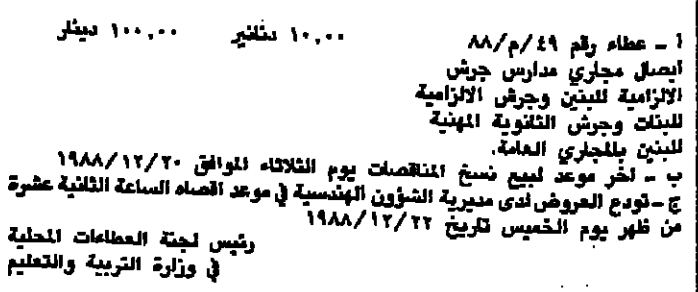 أ ـ عطاء رقم ٤٩/م/٨٨ ١٠,٠٠ دنانير ١٠٠,٠٠ دينار
ايصال مجاري مدارس جرش
الالزامية للبنين وجرش الالزامية
للبنات وجرش الثانوية المهنية
للبنين بالمجاري العامة.
ب ـ اخر موعد لبيع نسخ المناقصات يوم الثلاثاء الموافق ١٩٨٨/١٢/٢٠
ج ـ تودع العروض لدى مديرية الشؤون الهندسية في موعد اقصاه الساعة الثانية عشرة
من ظهر يوم الخميس تاريخ ١٩٨٨/١٢/٢٢
رئيس لجنة العطاءات المحلية
في وزارة التربية والتعليم